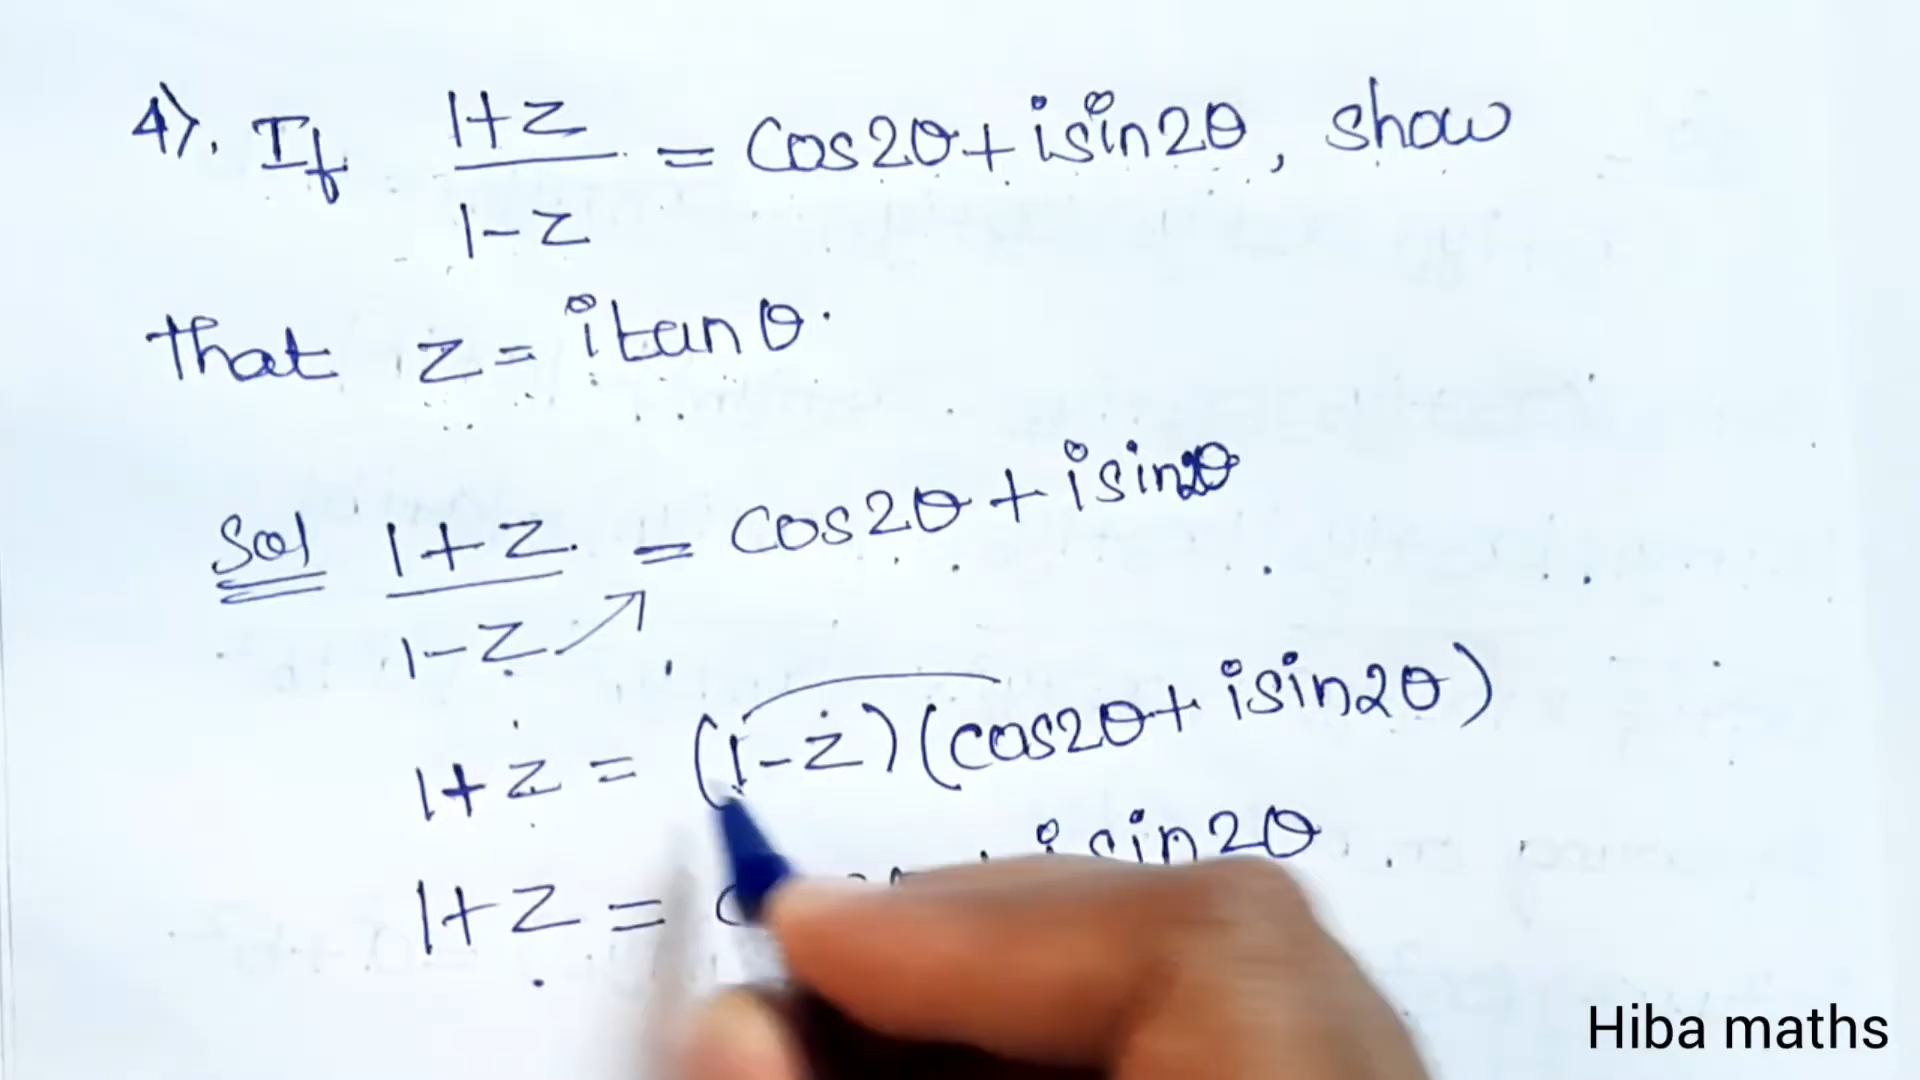 4). If 1+z/1-z = cos2θ+isin2θ, show
that z = itanθ.
Sol 1+z/1-z = cos2θ+isin2θ
1+z = (1-z)(cos2θ+isin2θ)
1+z = isin2θ
Hiba maths